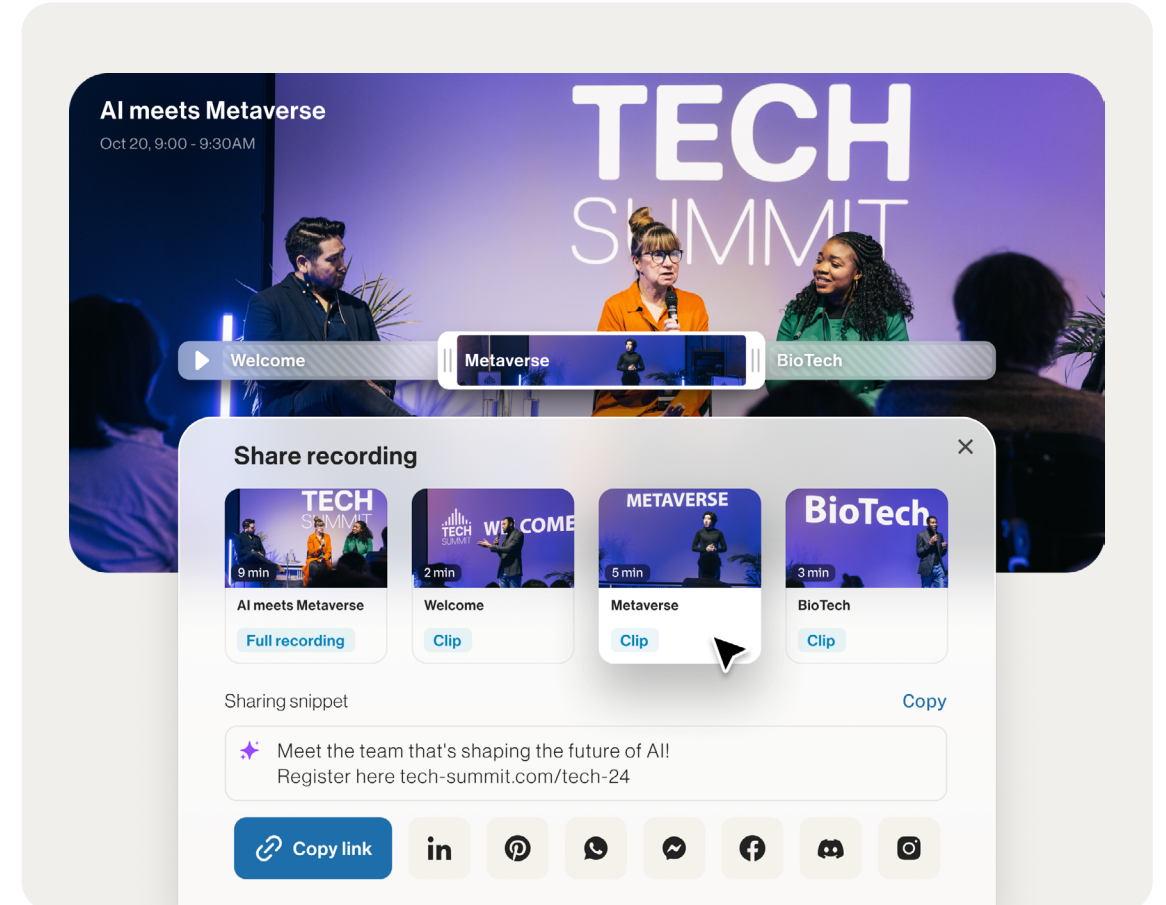 AI meets Metaverse
Oct 20, 9:00 - 9:30AM
TECH
SUMMIT
Welcome
Metaverse
BioTech
Share recording
TECH
SUMMIT
9 min
AI meets Metaverse
Full recording
TECH
SUMMIT
COME
2 min
Welcome
Clip
METAVERSE
5 min
Metaverse
Clip
BioTech
3 min
BioTech
Clip
Sharing snippet
Copy
Meet the team that's shaping the future of AI!
Register here tech-summit.com/tech-24
Copy link
in